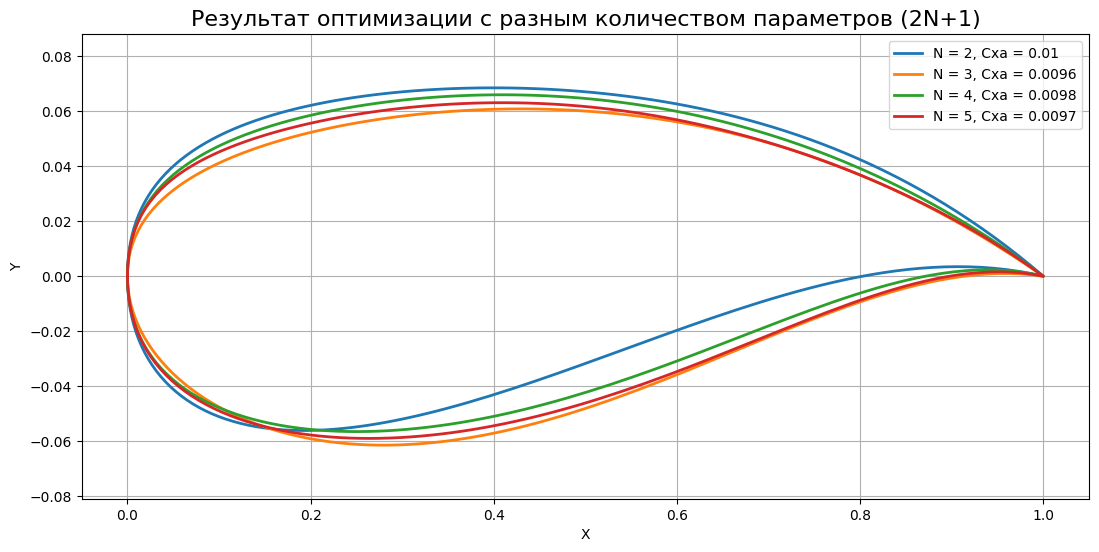 Результат оптимизации с разным количеством параметров (2N+1)
N = 2, Cxa = 0.01
N = 3, Cxa = 0.0096
N = 4, Cxa = 0.0098
N = 5, Cxa = 0.0097
0.08
0.06
0.04
0.02
0.00
−0.02
−0.04
−0.06
−0.08
Y
0.0 0.2 0.4 0.6 0.8 1.0
X